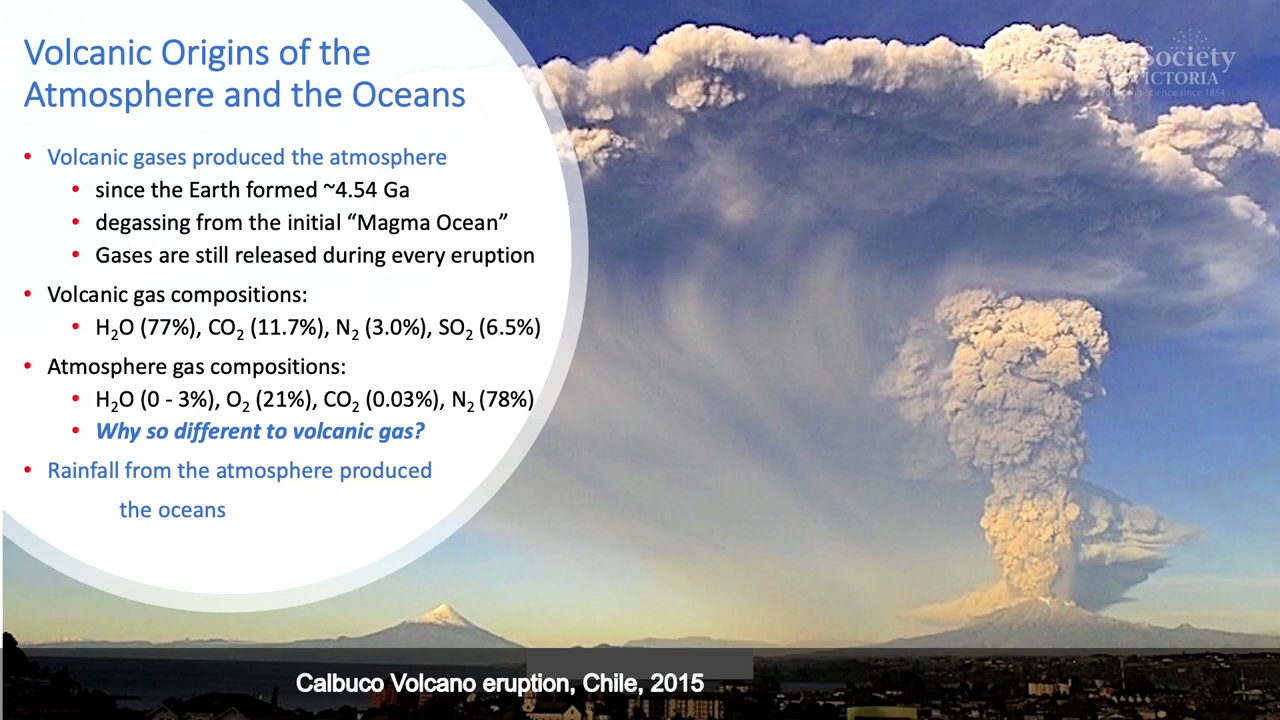 Volcanic Origins of the
Atmosphere and the Oceans
• Volcanic gases produced the atmosphere
• since the Earth formed ~4.54 Ga
• degassing from the initial “Magma Ocean”
• Gases are still released during every eruption
• Volcanic gas compositions:
• H₂O (77%), CO₂ (11.7%), N₂ (3.0%), SO₂ (6.5%)
• Atmosphere gas compositions:
• H₂O (0 - 3%), O₂ (21%), CO₂ (0.03%), N₂ (78%)
• Why so different to volcanic gas?
• Rainfall from the atmosphere produced
the oceans
Society
VICTORIA
science since 1854
Calbuco Volcano eruption, Chile, 2015